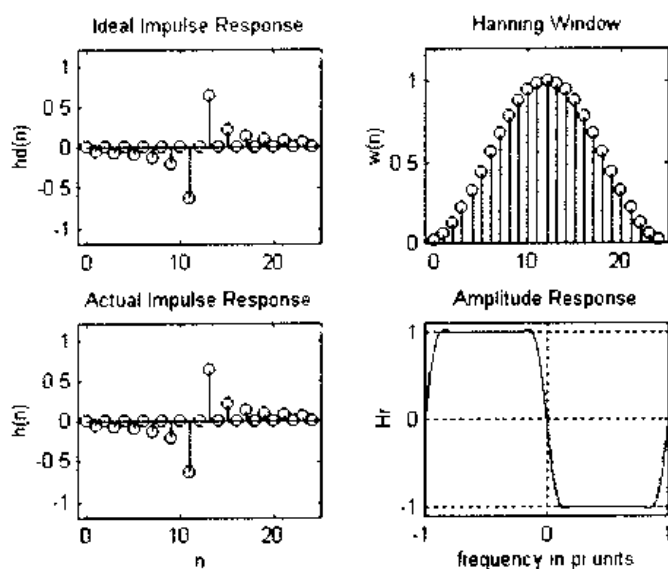 Ideal Impulse Response
1
0.5
0
-0.5
-1
hd(n)
0 10 20
Hanning Window
1
0.5
0
w(n)
0 10 20
Actual Impulse Response
1
0.5
0
-0.5
-1
h(n)
0 10 20
n
Amplitude Response
1
0
-1
Hr
-1 0 1
frequency in pi units